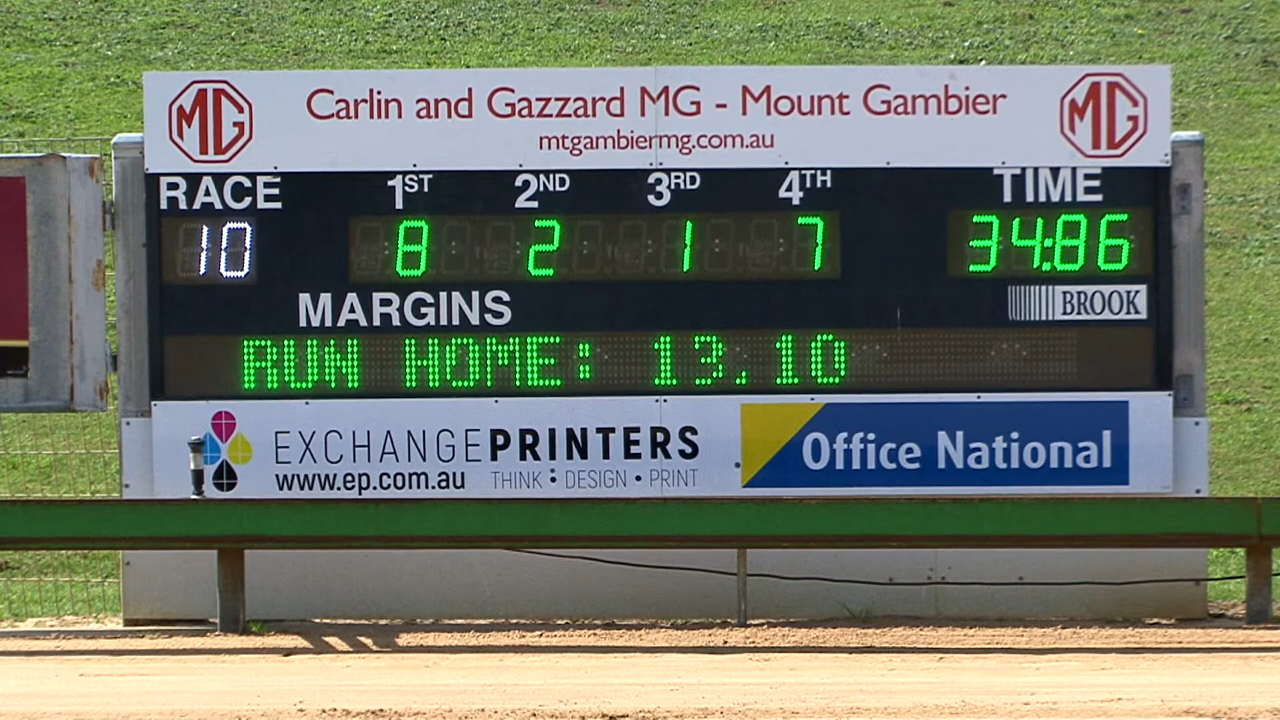 MG Carlin and Gazzard MG - Mount Gambier MG
mtgambiermg.com.au
RACE 1ST 2ND 3RD 4TH TIME
10 8 2 1 7 34:86
MARGINS BROOK
RUN HOME: 13.10
EXCHANGEPRINTERS Office National
www.ep.com.au THINK : DESIGN • PRINT